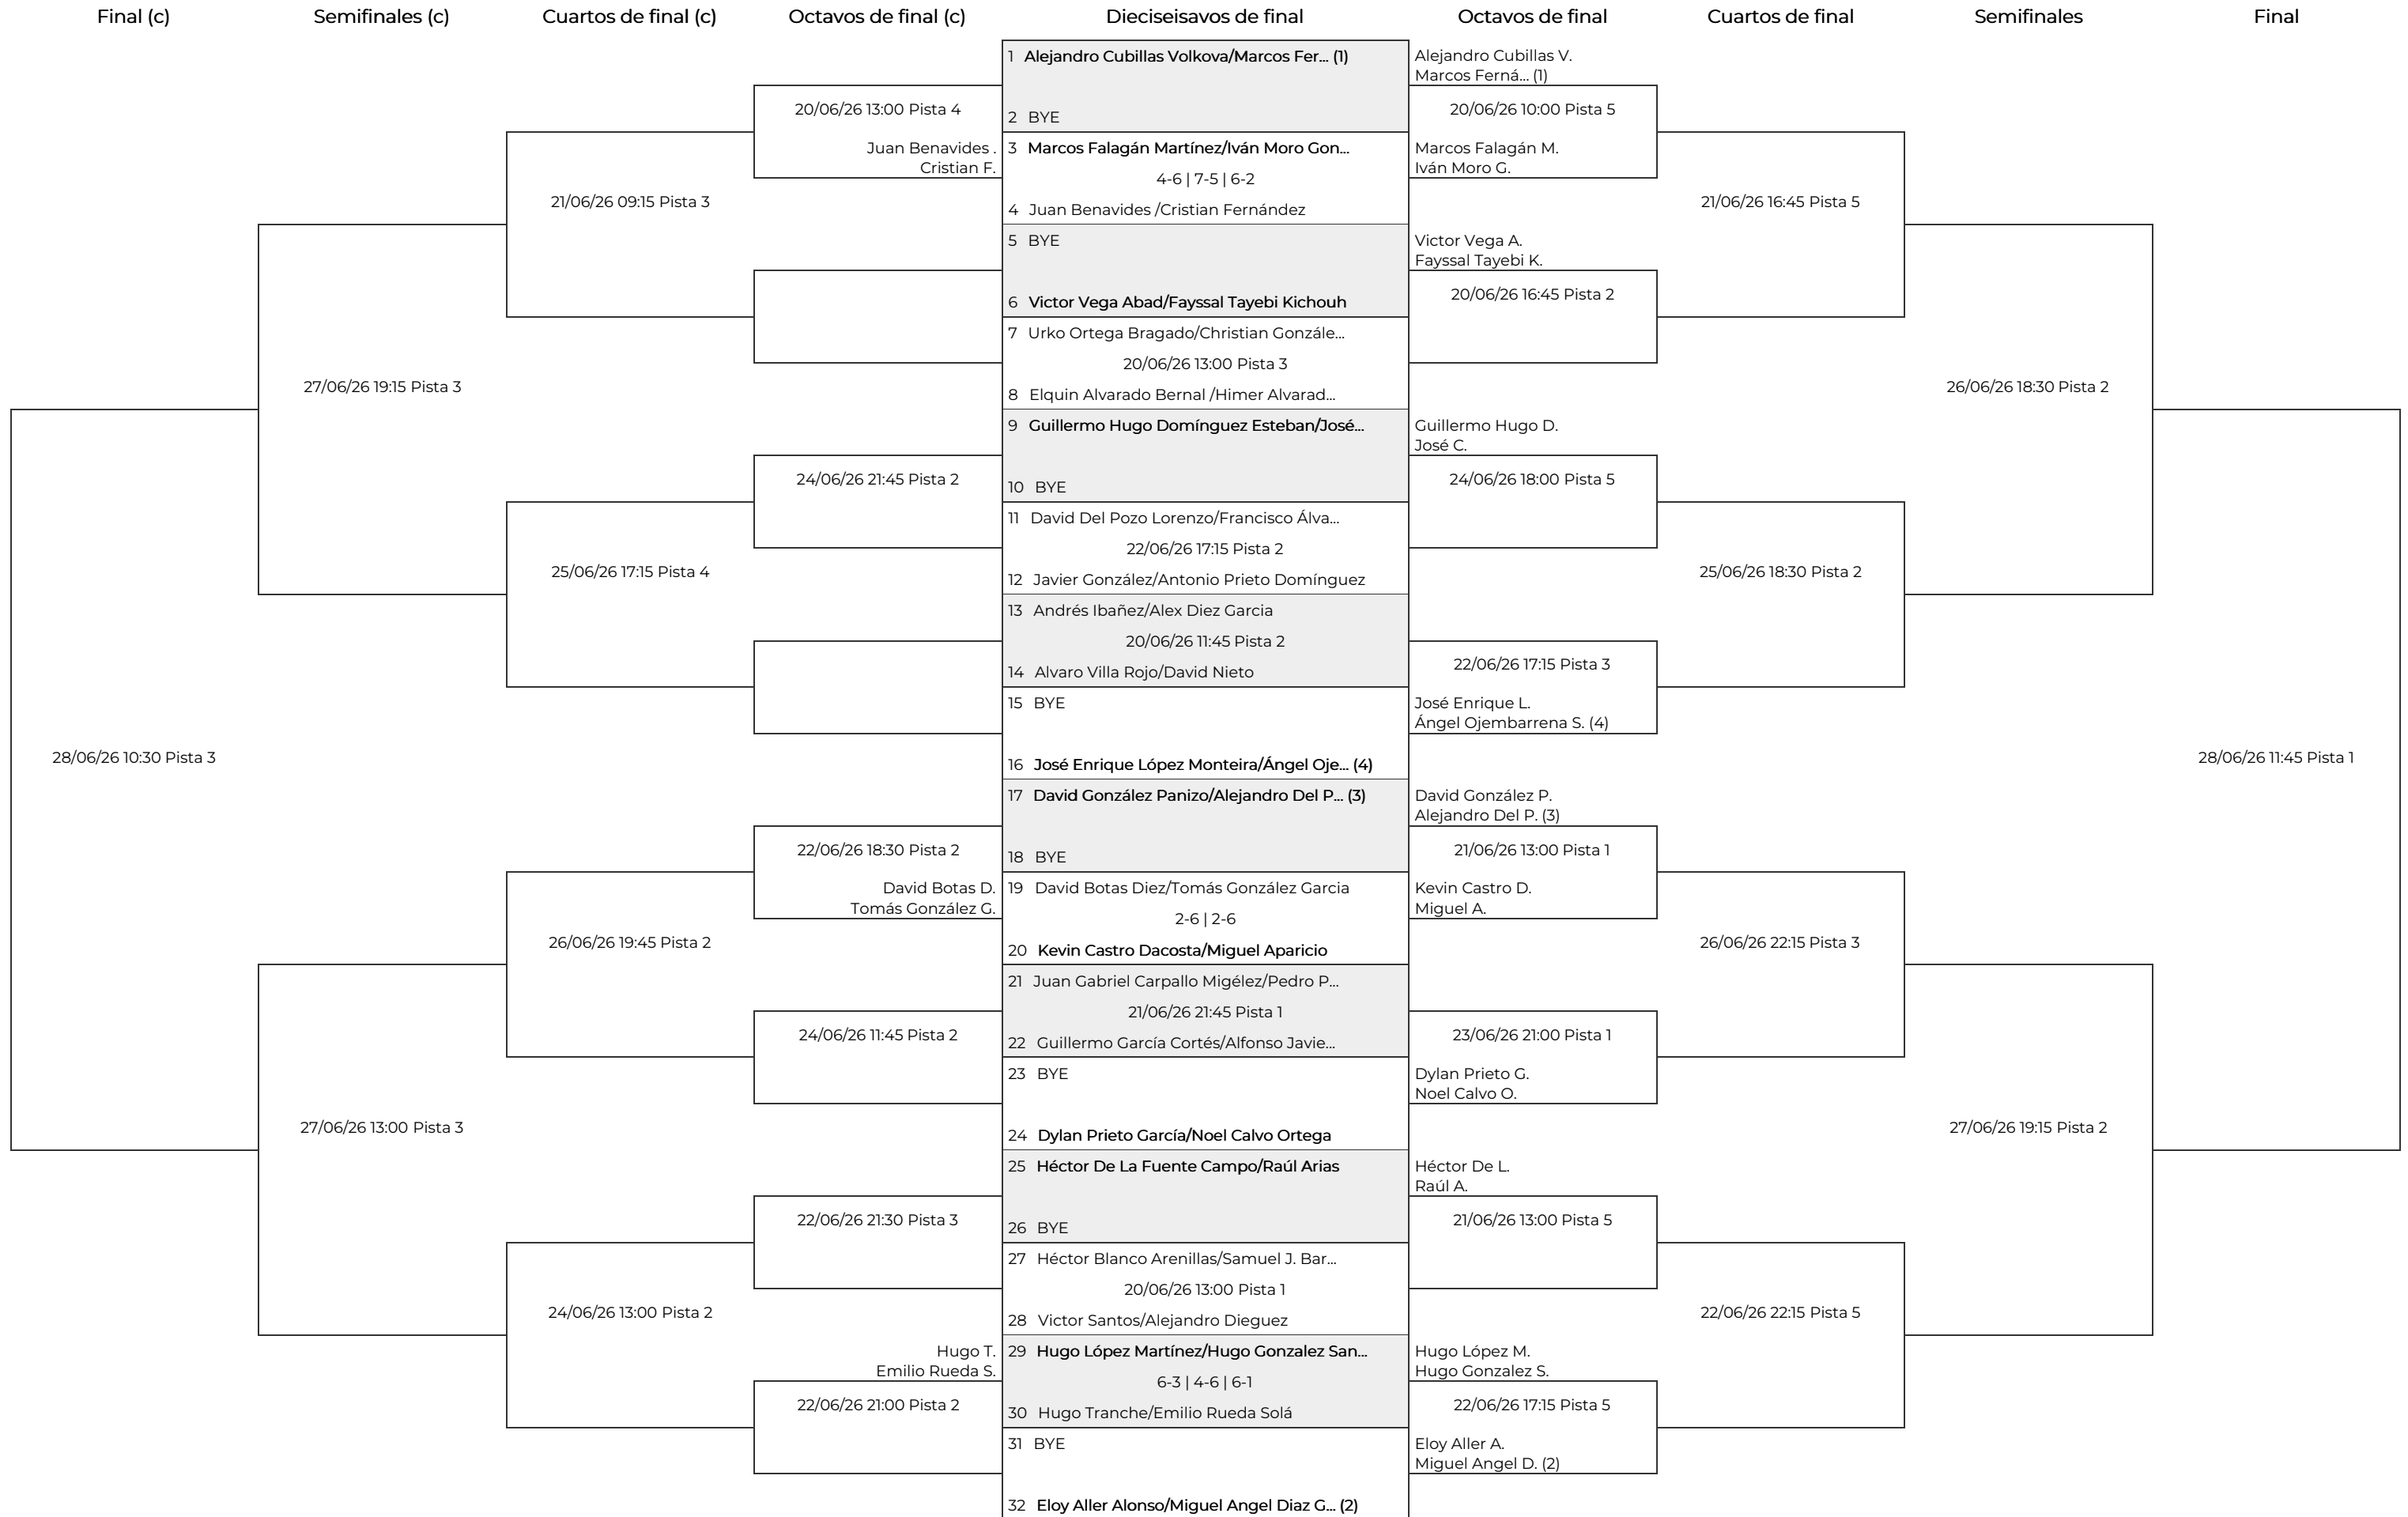 Final (c)
Semifinales (c)
Cuartos de final (c)
Octavos de final (c)
Dieciseisavos de final
Octavos de final
Cuartos de final
Semifinales
Final
28/06/26 10:30 Pista 3
27/06/26 19:15 Pista 3
27/06/26 13:00 Pista 3
21/06/26 09:15 Pista 3
25/06/26 17:15 Pista 4
26/06/26 19:45 Pista 2
24/06/26 13:00 Pista 2
20/06/26 13:00 Pista 4
Juan Benavides .
Cristian F.
24/06/26 21:45 Pista 2
22/06/26 18:30 Pista 2
David Botas D.
Tomás González G.
24/06/26 11:45 Pista 2
22/06/26 21:30 Pista 3
Hugo T.
Emilio Rueda S.
22/06/26 21:00 Pista 2
1 Alejandro Cubillas Volkova/Marcos Fer... (1)
2 BYE
3 Marcos Falagán Martínez/Iván Moro Gon...
4-6 | 7-5 | 6-2
4 Juan Benavides /Cristian Fernández
5 BYE
6 Victor Vega Abad/Fayssal Tayebi Kichouh
7 Urko Ortega Bragado/Christian Gonzále...
20/06/26 13:00 Pista 3
8 Elquin Alvarado Bernal /Himer Alvarad...
9 Guillermo Hugo Domínguez Esteban/José...
10 BYE
11 David Del Pozo Lorenzo/Francisco Álva...
22/06/26 17:15 Pista 2
12 Javier González/Antonio Prieto Domínguez
13 Andrés Ibañez/Alex Diez Garcia
20/06/26 11:45 Pista 2
14 Alvaro Villa Rojo/David Nieto
15 BYE
16 José Enrique López Monteira/Ángel Oje... (4)
17 David González Panizo/Alejandro Del P... (3)
18 BYE
19 David Botas Diez/Tomás González Garcia
2-6 | 2-6
20 Kevin Castro Dacosta/Miguel Aparicio
21 Juan Gabriel Carpallo Migélez/Pedro P...
21/06/26 21:45 Pista 1
22 Guillermo García Cortés/Alfonso Javie...
23 BYE
24 Dylan Prieto García/Noel Calvo Ortega
25 Héctor De La Fuente Campo/Raúl Arias
26 BYE
27 Héctor Blanco Arenillas/Samuel J. Bar...
20/06/26 13:00 Pista 1
28 Victor Santos/Alejandro Dieguez
29 Hugo López Martínez/Hugo Gonzalez San...
6-3 | 4-6 | 6-1
30 Hugo Tranche/Emilio Rueda Solá
31 BYE
32 Eloy Aller Alonso/Miguel Angel Diaz G... (2)
Alejandro Cubillas V.
Marcos Ferná... (1)
20/06/26 10:00 Pista 5
Marcos Falagán M.
Iván Moro G.
Victor Vega A.
Fayssal Tayebi K.
20/06/26 16:45 Pista 2
Guillermo Hugo D.
José C.
24/06/26 18:00 Pista 5
22/06/26 17:15 Pista 3
José Enrique L.
Ángel Ojembarrena S. (4)
David González P.
Alejandro Del P. (3)
21/06/26 13:00 Pista 1
Kevin Castro D.
Miguel A.
23/06/26 21:00 Pista 1
Dylan Prieto G.
Noel Calvo O.
Héctor De L.
Raúl A.
21/06/26 13:00 Pista 5
Hugo López M.
Hugo Gonzalez S.
22/06/26 17:15 Pista 5
Eloy Aller A.
Miguel Angel D. (2)
21/06/26 16:45 Pista 5
25/06/26 18:30 Pista 2
26/06/26 22:15 Pista 3
22/06/26 22:15 Pista 5
26/06/26 18:30 Pista 2
27/06/26 19:15 Pista 2
28/06/26 11:45 Pista 1